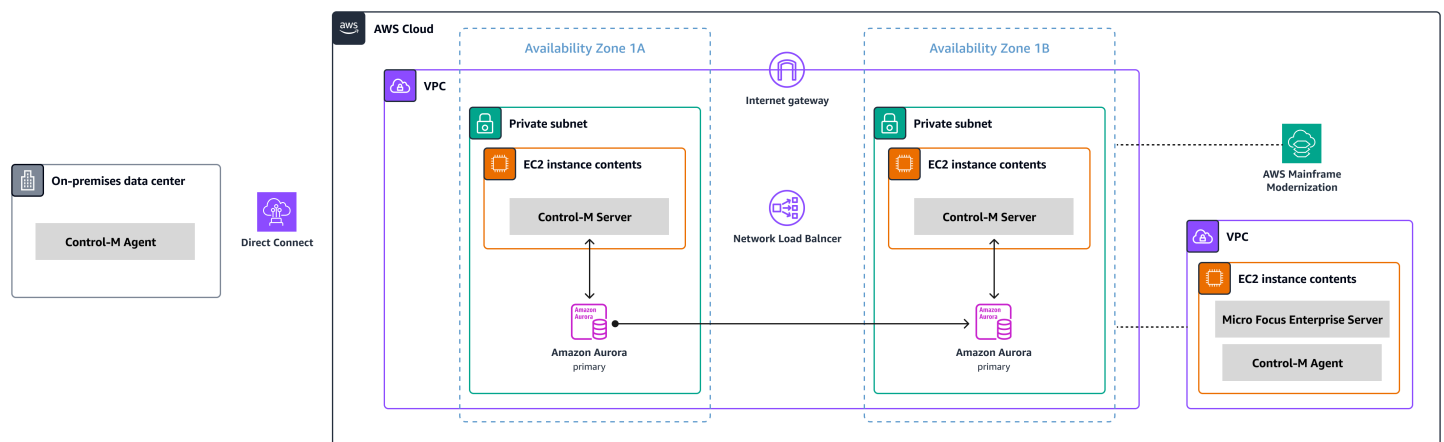 aws
AWS Cloud
Availability Zone 1A
Availability Zone 1B
VPC
Internet gateway
Private subnet
Private subnet
EC2 instance contents
EC2 instance contents
On-premises data center
AWS Mainframe
Modernization
Control-M Server
Control-M Server
Control-M Agent
Direct Connect
Network Load Balncer
VPC
EC2 instance contents
Micro Focus Enterprise Server
Control-M Agent
Amazon
Aurora
Amazon
Aurora
Amazon Aurora
primary
Amazon Aurora
primary